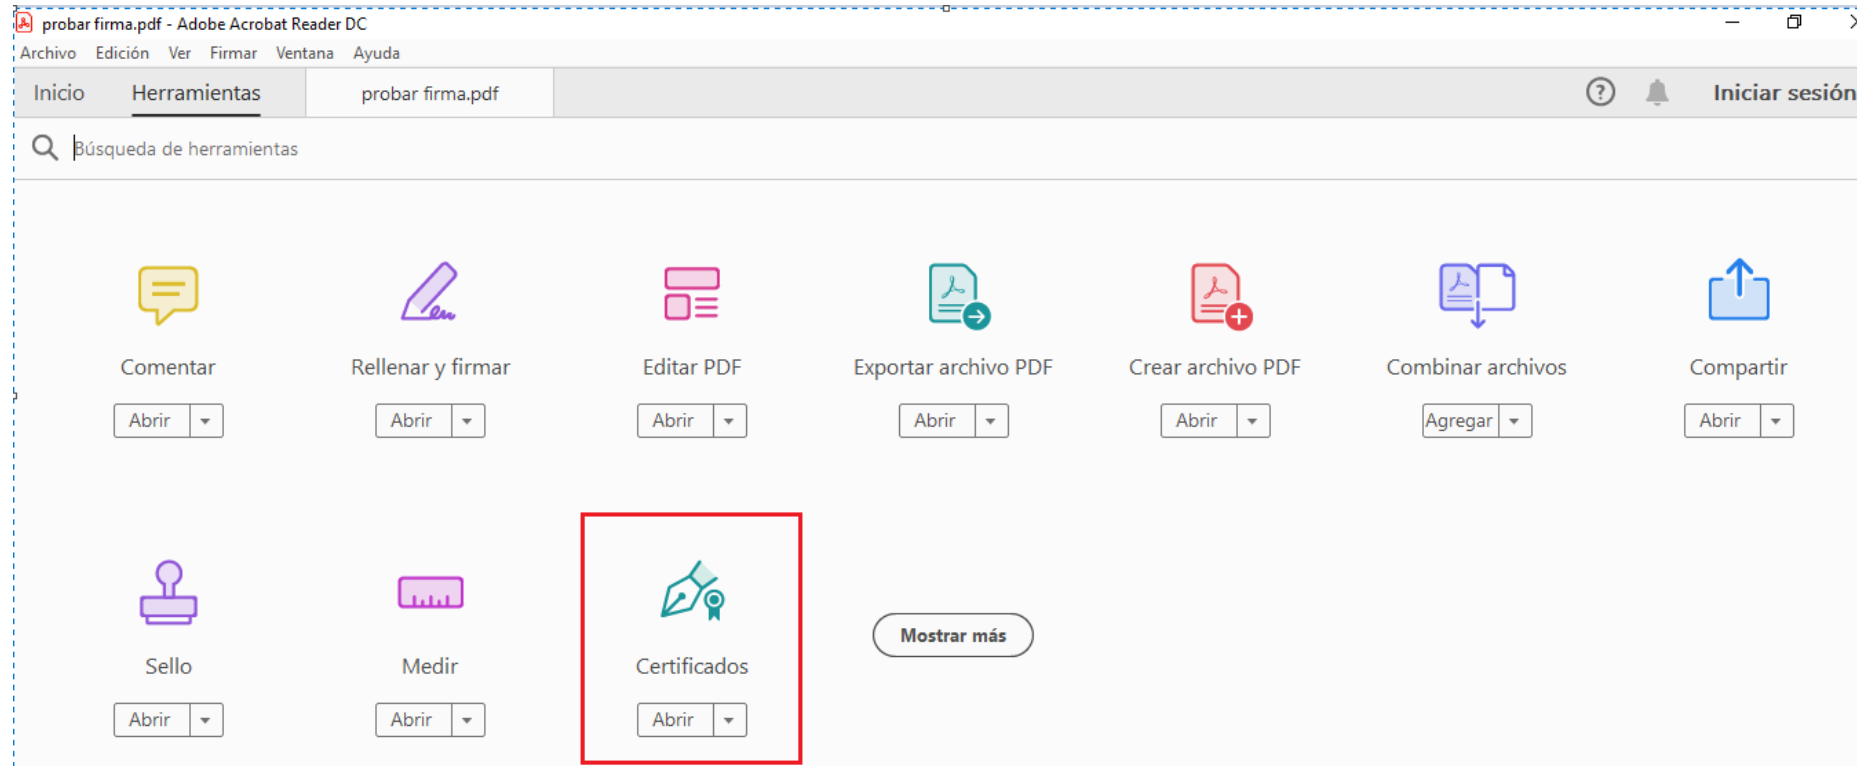 probar firma.pdf - Adobe Acrobat Reader DC
Archivo Edición Ver Firmar Ventana Ayuda
Inicio Herramientas probar firma.pdf ? Iniciar sesión
Búsqueda de herramientas
Comentar Rellenar y firmar Editar PDF Exportar archivo PDF Crear archivo PDF Combinar archivos Compartir
Abrir Abrir Abrir Abrir Abrir Agregar Abrir
Mostrar más
Sello Medir Certificados
Abrir Abrir Abrir